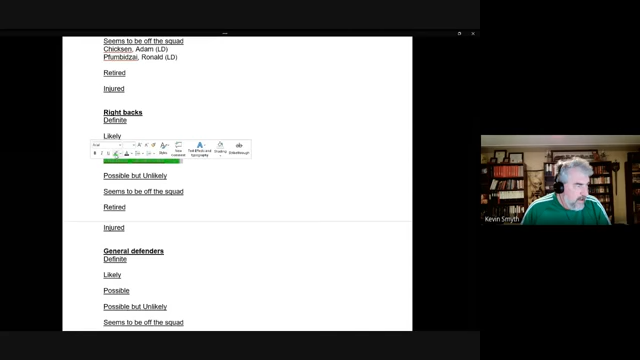 Seems to be off the squad
Chicksen, Adam (LD)
Pfumbidzai, Ronald (LD)
Retired
Injured
Right backs
Definite
Likely
Possible but Unlikely
Seems to be off the squad
Retired
Injured
General defenders
Definite
Likely
Possible
Possible but Unlikely
Seems to be off the squad
Kevin Smyth